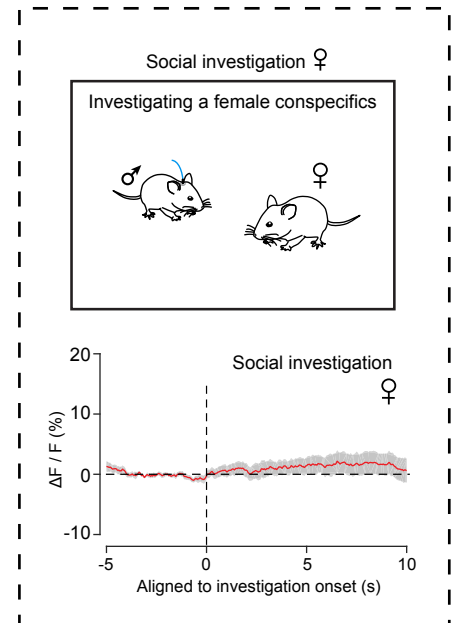 Social investigation ♀
Investigating a female conspecifics
♂
♀
20
Social investigation
♀
10
ΔF / F (%)
0
-10
-5 0 5 10
Aligned to investigation onset (s)